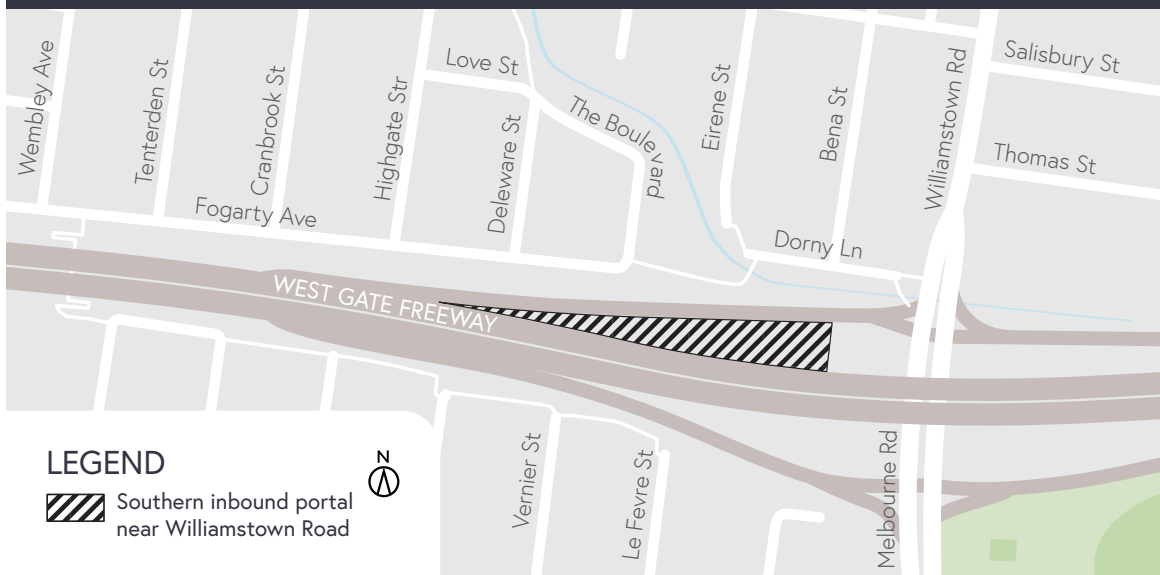 Wembley Ave
Tenterden St
Cranbrook St
Highgate Str
Love St
Deleware St
The Boulevard
Eirene St
Bena St
Williamstown Rd
Salisbury St
Thomas St
Fogarty Ave
Dorny Ln
WEST GATE FREEWAY
Vernier St
Le Fevre St
Melbourne Rd
LEGEND
N
Southern inbound portal
near Williamstown Road